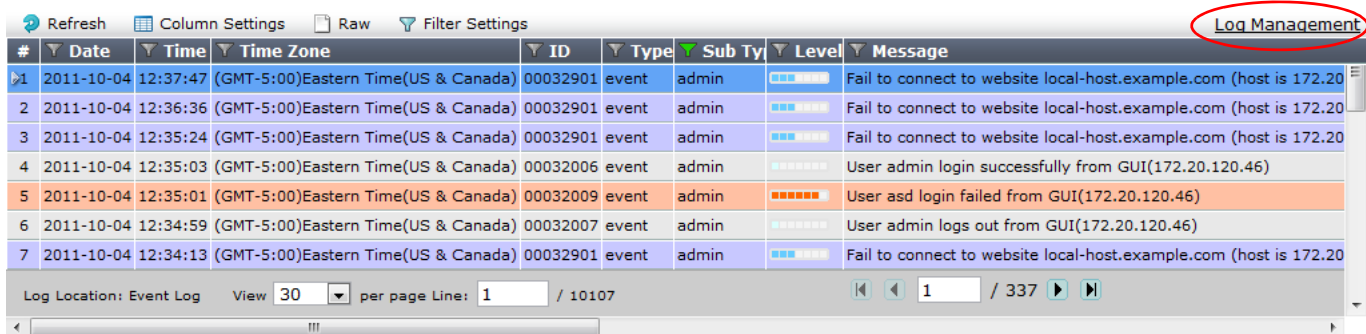 Refresh Column Settings Raw Filter Settings Log Management
# Date Time Time Zone ID Type Sub Ty Level Message
1 2011-10-04 12:37:47 (GMT-5:00)Eastern Time(US & Canada) 00032901 event admin Fail to connect to website local-host.example.com (host is 172.20
2 2011-10-04 12:36:36 (GMT-5:00)Eastern Time(US & Canada) 00032901 event admin Fail to connect to website local-host.example.com (host is 172.20
3 2011-10-04 12:35:24 (GMT-5:00)Eastern Time(US & Canada) 00032901 event admin Fail to connect to website local-host.example.com (host is 172.20
4 2011-10-04 12:35:03 (GMT-5:00)Eastern Time(US & Canada) 00032006 event admin User admin login successfully from GUI(172.20.120.46)
5 2011-10-04 12:35:01 (GMT-5:00)Eastern Time(US & Canada) 00032009 event admin User asd login failed from GUI(172.20.120.46)
6 2011-10-04 12:34:59 (GMT-5:00)Eastern Time(US & Canada) 00032007 event admin User admin logs out from GUI(172.20.120.46)
7 2011-10-04 12:34:13 (GMT-5:00)Eastern Time(US & Canada) 00032901 event admin Fail to connect to website local-host.example.com (host is 172.20
Log Location: Event Log View 30 per page Line: 1 / 10107 1 / 337